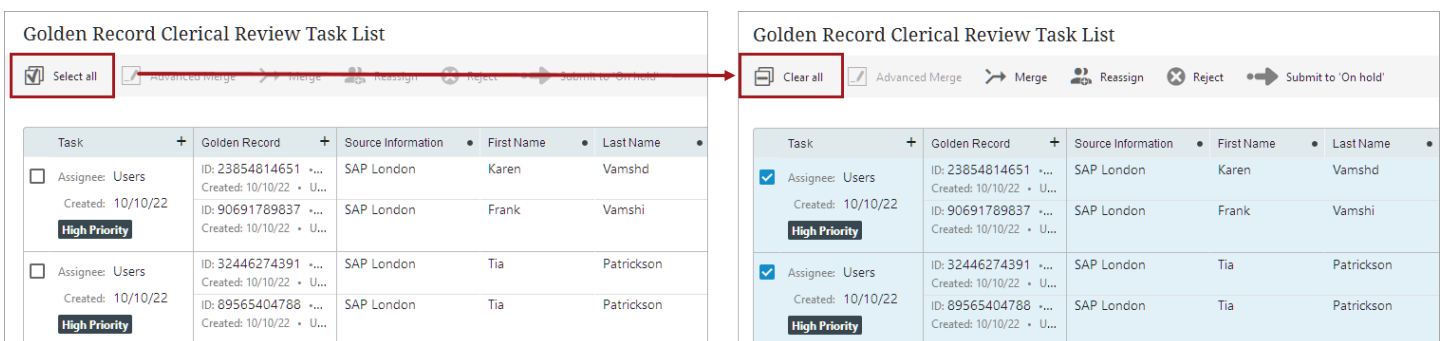 Golden Record Clerical Review Task List
Select all Advanced Merge Merge Reassign Reject Submit to 'On hold'
Task + Golden Record + Source Information • First Name • Last Name •
Assignee: Users ID: 23854814651 •... SAP London Karen Vamshd
Created: 10/10/22 • U...
Created: 10/10/22 ID: 90691789837 •... SAP London Frank Vamshi
High Priority Created: 10/10/22 • U...
Assignee: Users ID: 32446274391 •... SAP London Tia Patrickson
Created: 10/10/22 • U...
Created: 10/10/22 ID: 89565404788 •... SAP London Tia Patrickson
High Priority Created: 10/10/22 • U...
Golden Record Clerical Review Task List
Clear all Advanced Merge Merge Reassign Reject Submit to 'On hold'
Task + Golden Record + Source Information • First Name • Last Name •
Assignee: Users ID: 23854814651 •... SAP London Karen Vamshd
Created: 10/10/22 • U...
Created: 10/10/22 ID: 90691789837 •... SAP London Frank Vamshi
High Priority Created: 10/10/22 • U...
Assignee: Users ID: 32446274391 •... SAP London Tia Patrickson
Created: 10/10/22 • U...
Created: 10/10/22 ID: 89565404788 •... SAP London Tia Patrickson
High Priority Created: 10/10/22 • U...